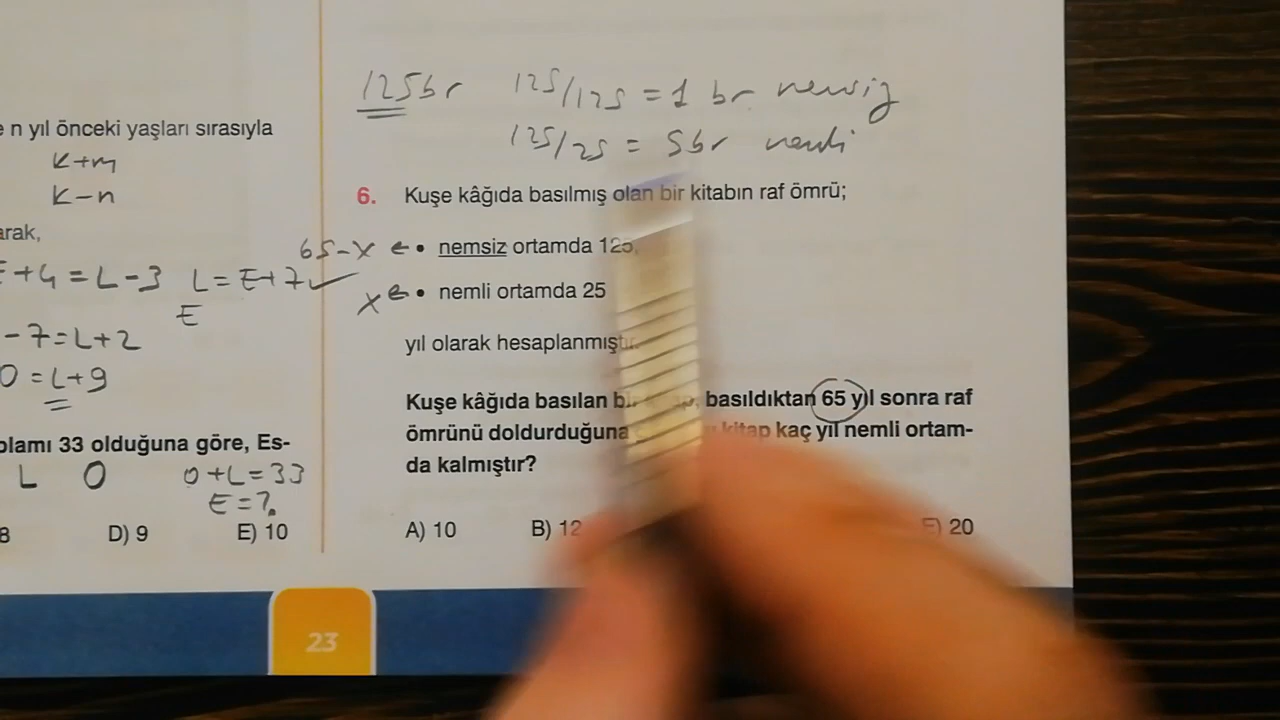 e n yıl önceki yaşları sırasıyla
K+m
K-n
arak,
E+4=L-3 L=E+7
E
-7=L+2
O=L+9
plamı 33 olduğuna göre, Es-
L O O+L=33
E=?
8 D) 9 E) 10
23
125br 125/125=1 br nemsiz
125/25=5br nemli
6. Kuşe kâğıda basılmış olan bir kitabın raf ömrü;
65-x ← • nemsiz ortamda 125,
x ← • nemli ortamda 25
yıl olarak hesaplanmıştır.
Kuşe kâğıda basılan basıldıktan 65 yıl sonra raf
ömrünü doldurduğuna kitap kaç yıl nemli ortam-
da kalmıştır?
A) 10 B) 12 E) 20